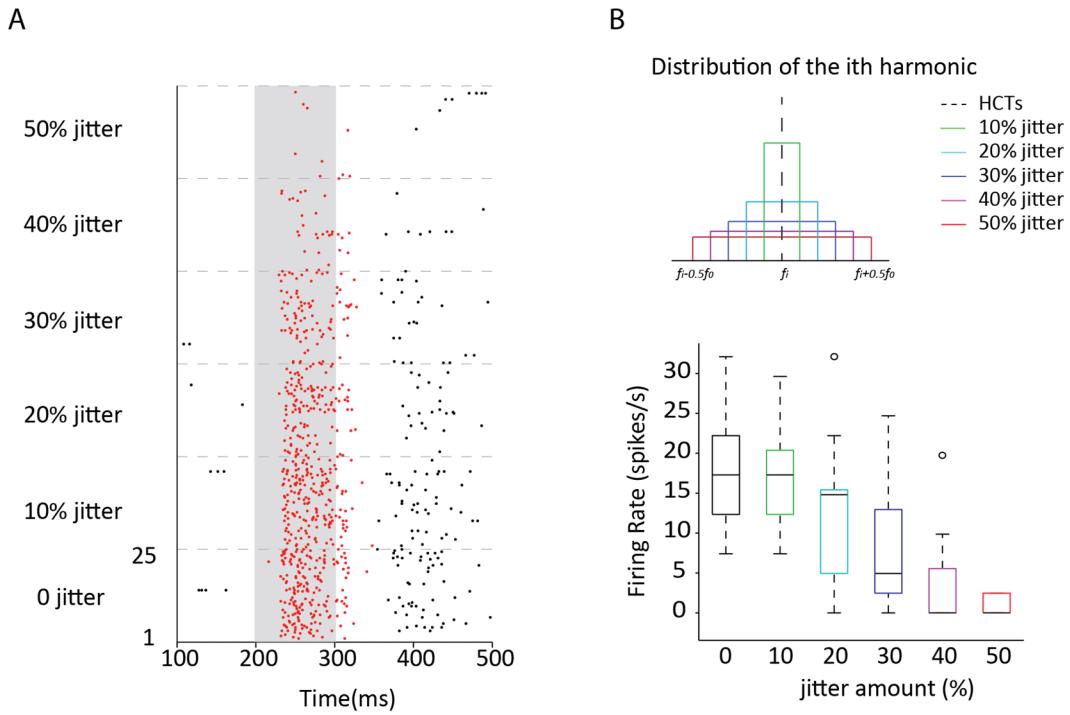 A
50% jitter
40% jitter
30% jitter
20% jitter
10% jitter
25
0 jitter
1
100 200 300 400 500
Time(ms)
B
Distribution of the ith harmonic
HCTs
10% jitter
20% jitter
30% jitter
40% jitter
50% jitter
fi-0.5f0 fi fi+0.5f0
Firing Rate (spikes/s)
30
25
20
15
10
5
0
0 10 20 30 40 50
jitter amount (%)